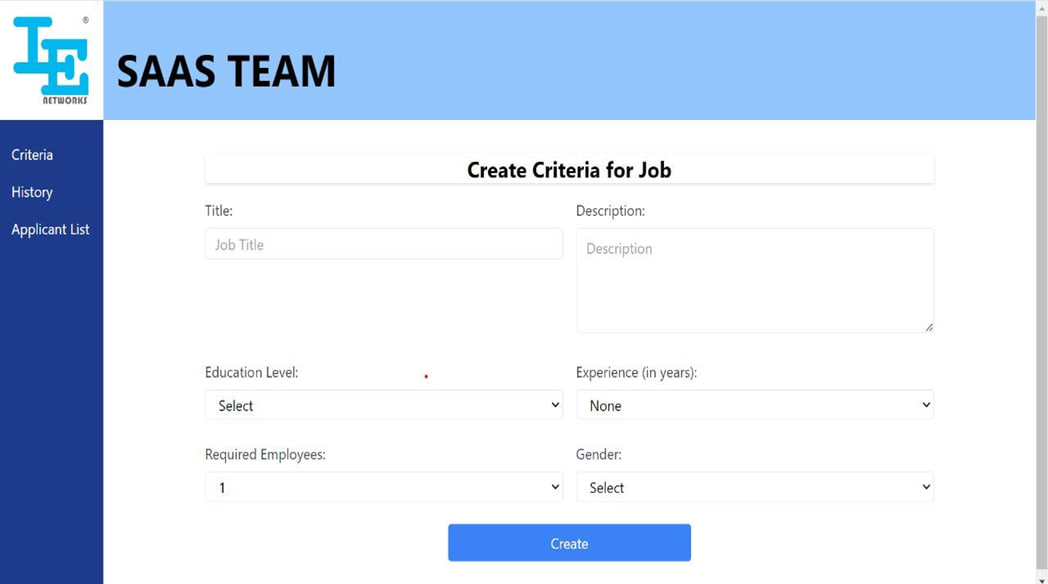 IE
®
NETWORKS
SAAS TEAM
Criteria
History
Applicant List
Create Criteria for Job
Title:
Job Title
Description:
Description
Education Level:
Select
Experience (in years):
None
Required Employees:
1
Gender:
Select
Create